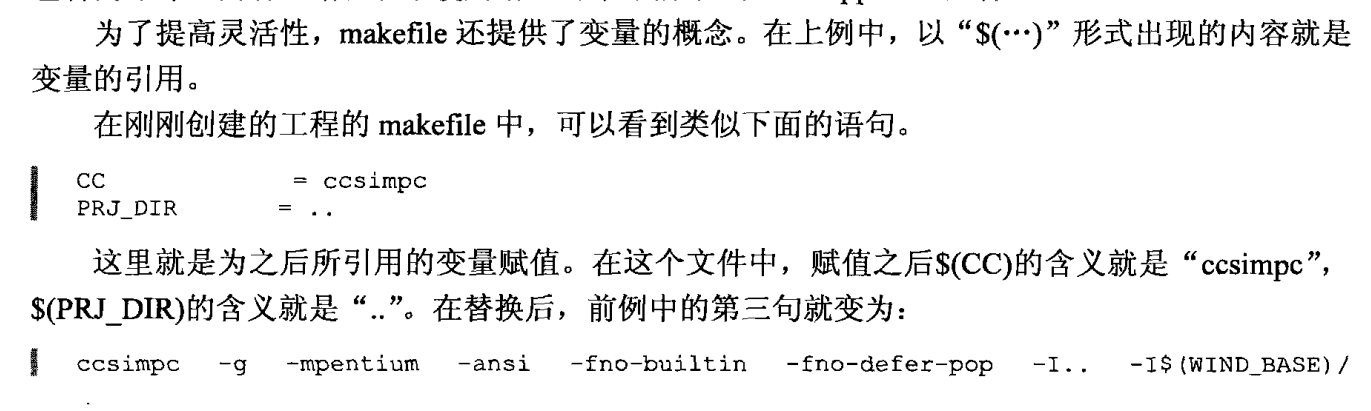 为了提高灵活性，makefile 还提供了变量的概念。在上例中，以“$(…)”形式出现的内容就是
变量的引用。
在刚刚创建的工程的 makefile 中，可以看到类似下面的语句。
CC = ccsimpc
PRJ_DIR = ..
这里就是为之后所引用的变量赋值。在这个文件中，赋值之后$(CC)的含义就是“ccsimpc”，
$(PRJ_DIR)的含义就是“..”。在替换后，前例中的第三句就变为：
ccsimpc -g -mpentium -ansi -fno-builtin -fno-defer-pop -I.. -I$(WIND_BASE)/